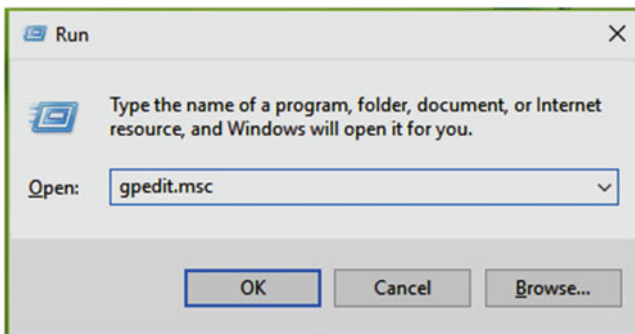 Run
Type the name of a program, folder, document, or Internet
resource, and Windows will open it for you.
Open: gpedit.msc
OK Cancel Browse...